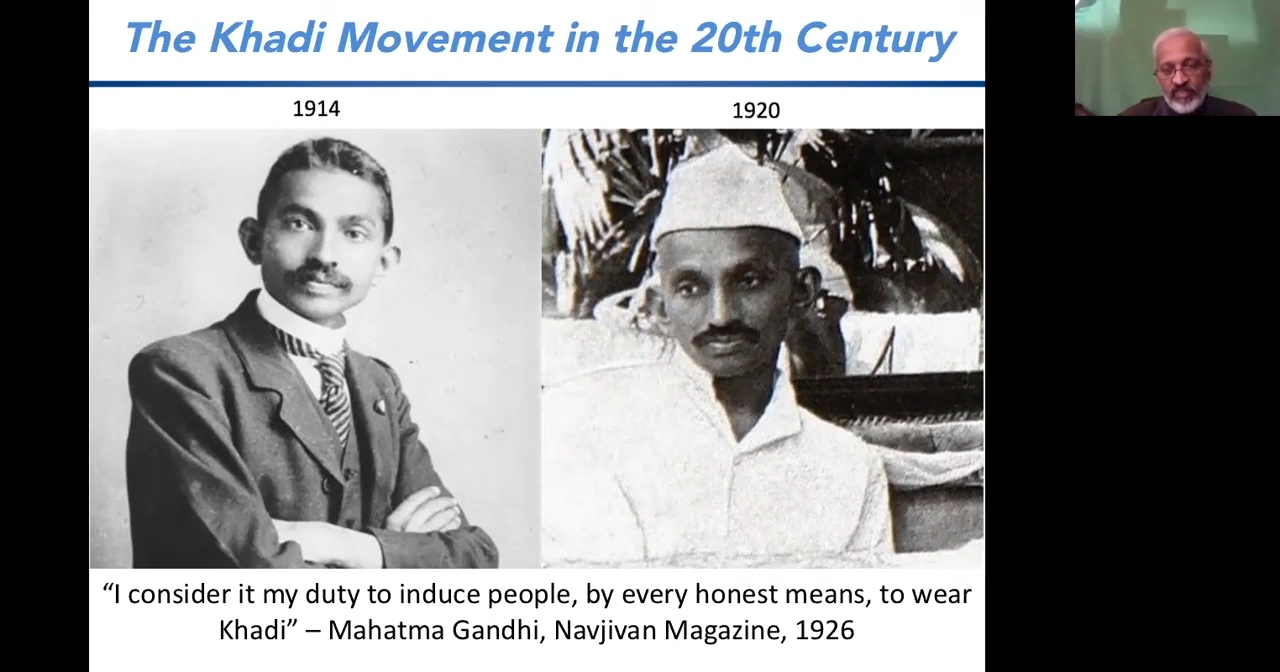 The Khadi Movement in the 20th Century
1914
1920
“I consider it my duty to induce people, by every honest means, to wear
Khadi” – Mahatma Gandhi, Navjivan Magazine, 1926